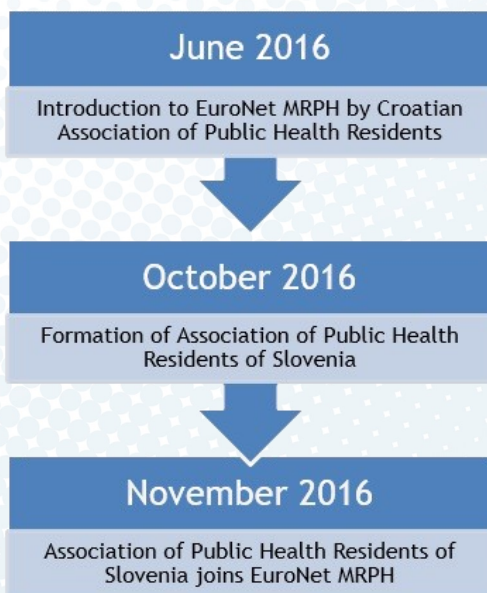 June 2016
Introduction to EuroNet MRPH by Croatian
Association of Public Health Residents
October 2016
Formation of Association of Public Health
Residents of Slovenia
November 2016
Association of Public Health Residents of
Slovenia joins EuroNet MRPH